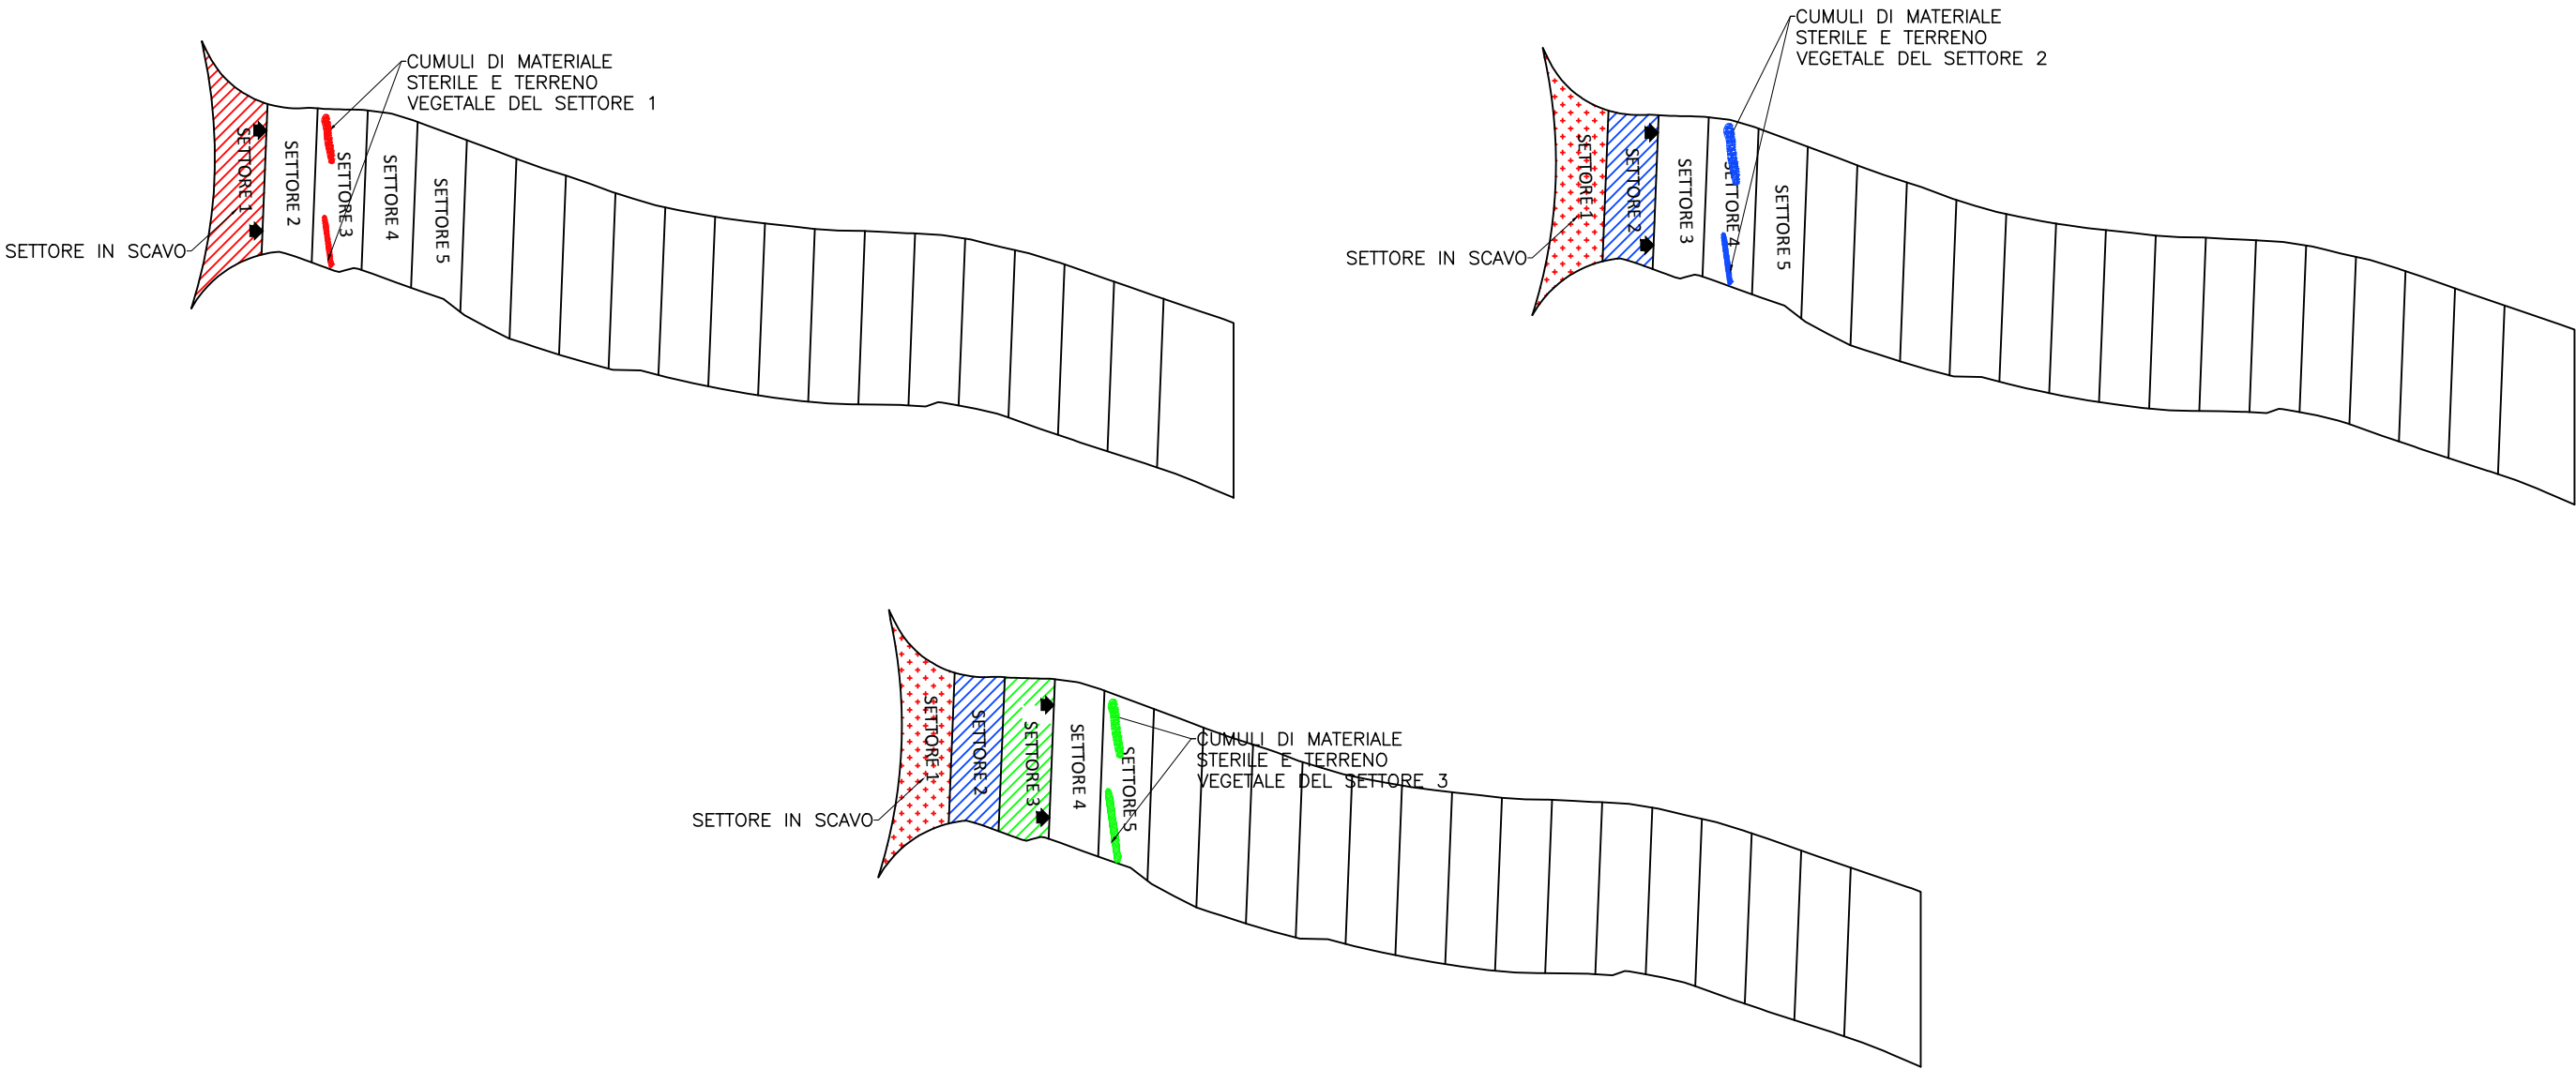 CUMULI DI MATERIALE
STERILE E TERRENO
VEGETALE DEL SETTORE 1
SETTORE 1
SETTORE 2
SETTORE 3
SETTORE 4
SETTORE 5
SETTORE IN SCAVO
CUMULI DI MATERIALE
STERILE E TERRENO
VEGETALE DEL SETTORE 2
SETTORE 1
SETTORE 2
SETTORE 3
SETTORE 4
SETTORE 5
SETTORE IN SCAVO
SETTORE 1
SETTORE 2
SETTORE 3
SETTORE 4
SETTORE 5
CUMULI DI MATERIALE
STERILE E TERRENO
VEGETALE DEL SETTORE 3
SETTORE IN SCAVO